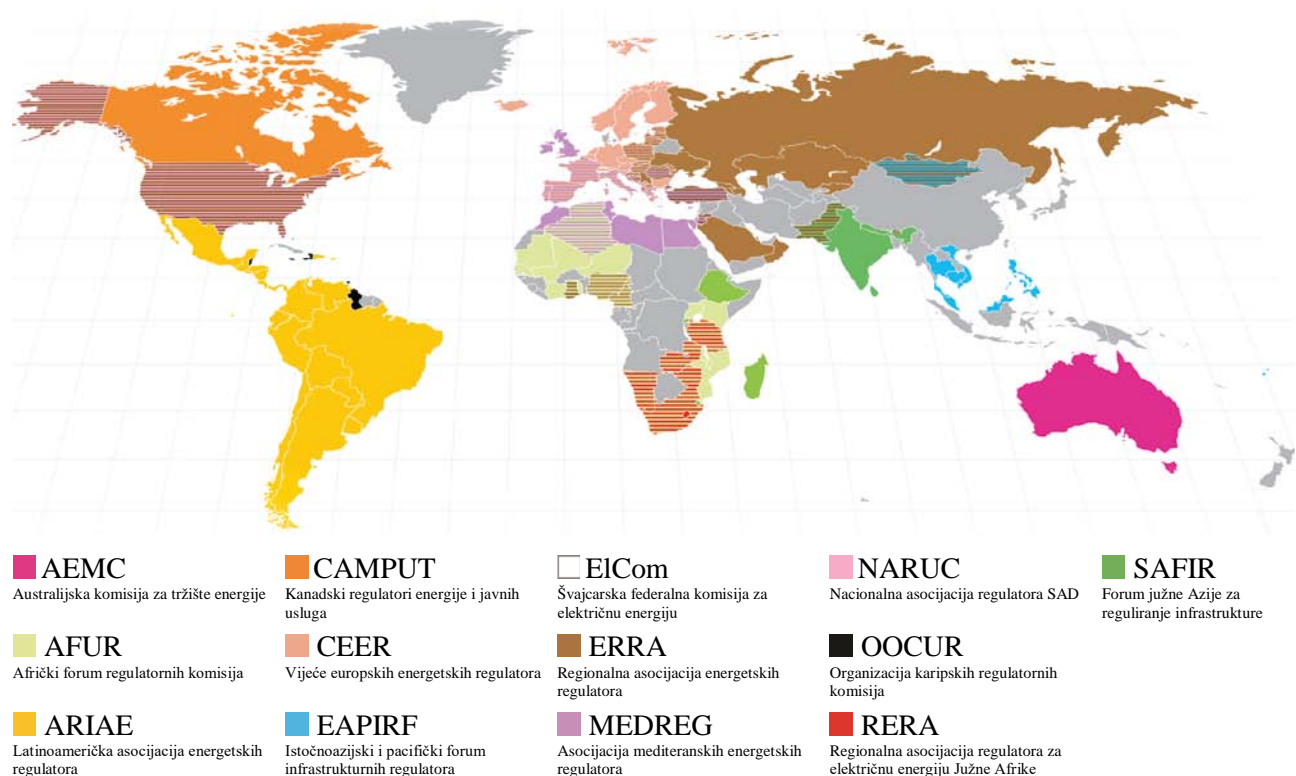 AEMC
Australijska komisija za tržište energije
AFUR
Afrički forum regulatornih komisija
ARIAE
Latinoamerička asocijacija energetskih
regulatora
CAMPUT
Kanadski regulatori energije i javnih
usluga
CEER
Vijeće europskih energetskih regulatora
EAPIRF
Istočnoazijski i pacifički forum
infrastrukturnih regulatora
ElCom
Švajcarska federalna komisija za
električnu energiju
ERRA
Regionalna asocijacija energetskih
regulatora
MEDREG
Asocijacija mediteranskih energetskih
regulatora
NARUC
Nacionalna asocijacija regulatora SAD
OOCUR
Organizacija karipskih regulatornih
komisija
RERA
Regionalna asocijacija regulatora za
električnu energiju Južne Afrike
SAFIR
Forum južne Azije za
reguliranje infrastrukture